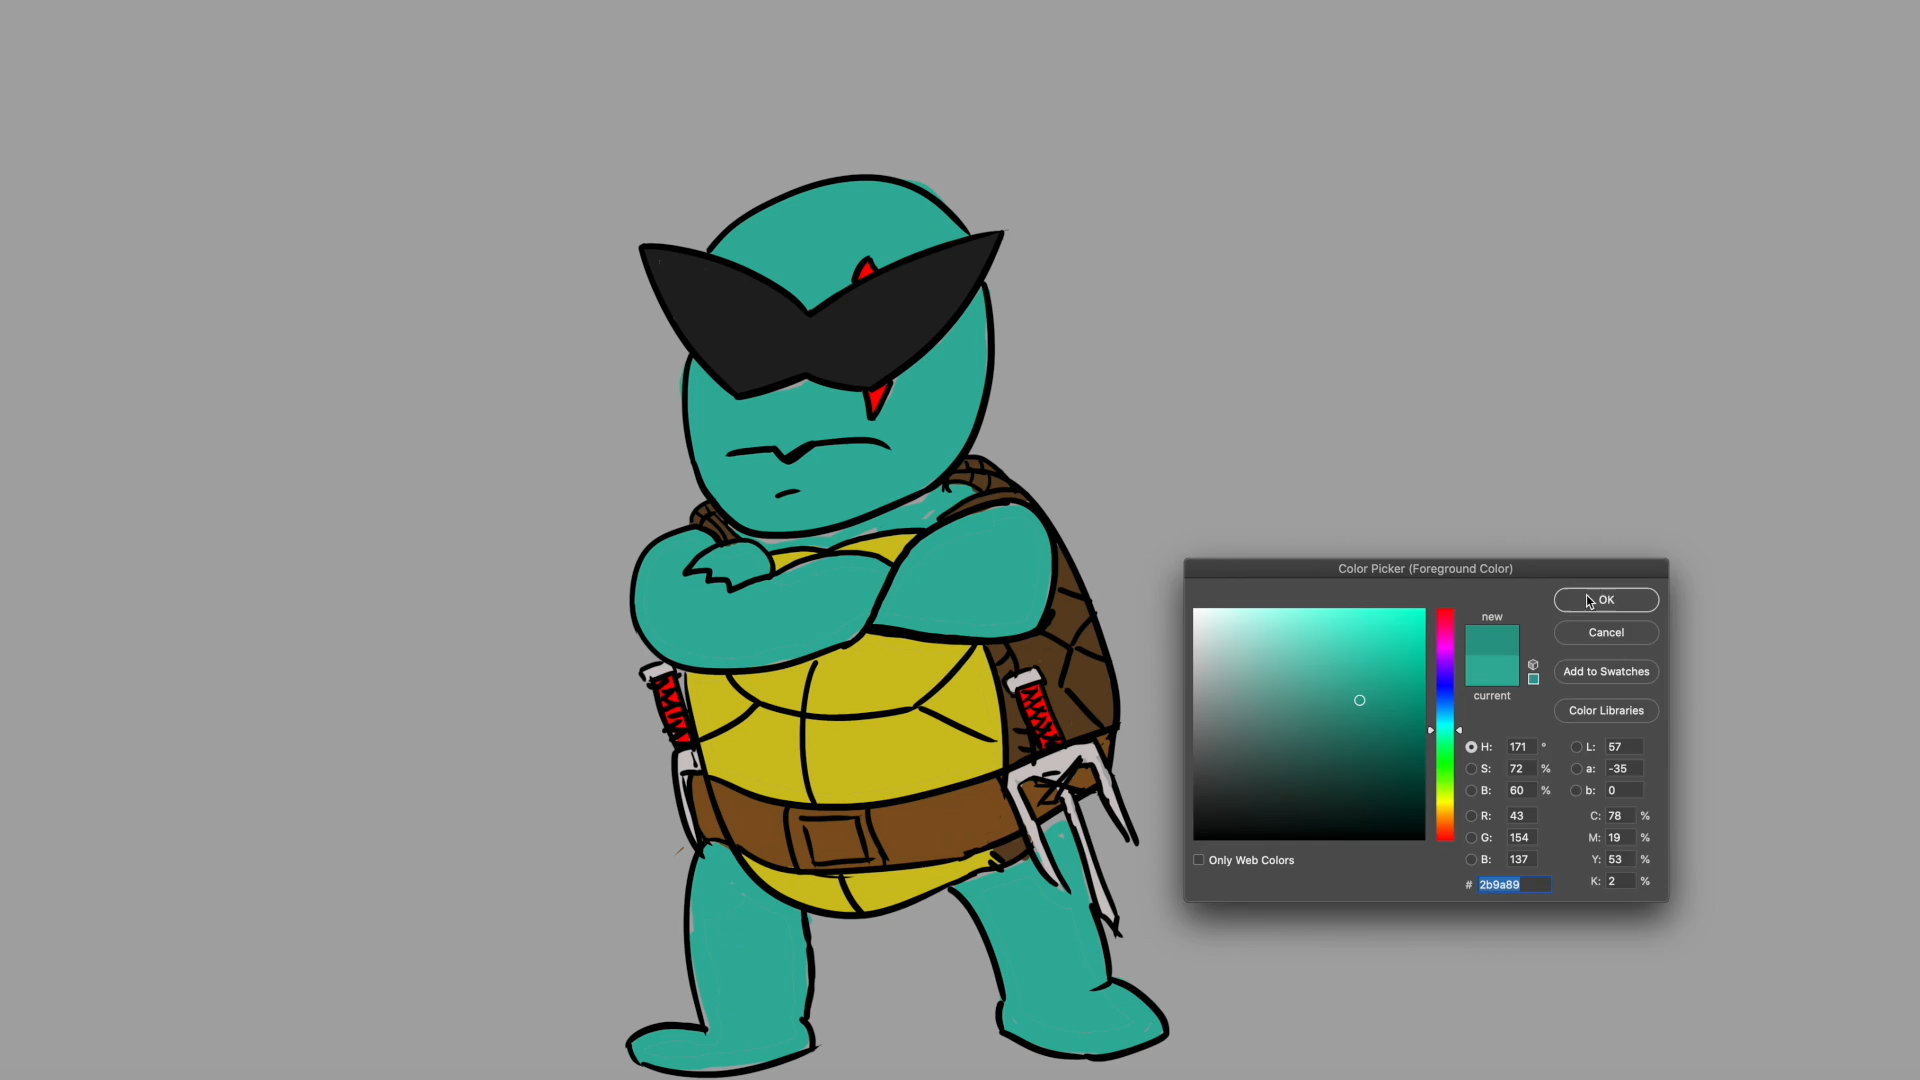 Color Picker (Foreground Color)
OK
new
Cancel
Add to Swatches
current
Color Libraries
H: 171 °
L: 57
S: 72 %
a: -35
B: 60 %
b: 0
R: 43
C: 78 %
G: 154
M: 19 %
B: 137
Y: 53 %
Only Web Colors
# 2b9a89
K: 2 %